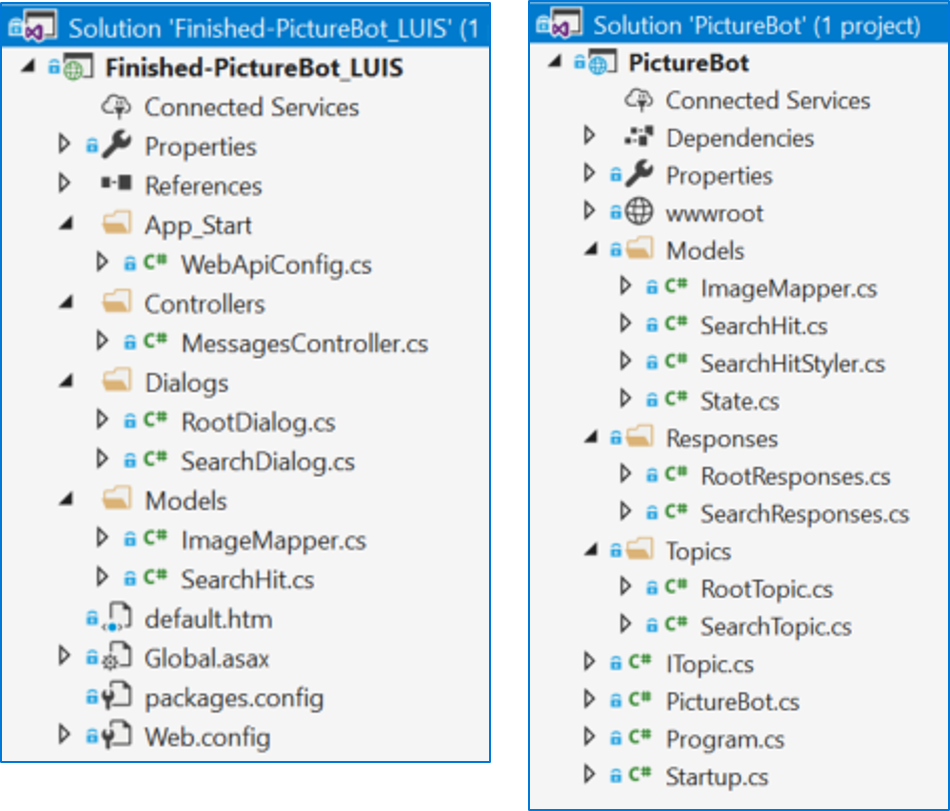 Solution 'Finished-PictureBot_LUIS' (1
Finished-PictureBot_LUIS
Connected Services
Properties
References
App_Start
C# WebApiConfig.cs
Controllers
C# MessagesController.cs
Dialogs
C# RootDialog.cs
C# SearchDialog.cs
Models
C# ImageMapper.cs
C# SearchHit.cs
default.htm
Global.asax
packages.config
Web.config
Solution 'PictureBot' (1 project)
PictureBot
Connected Services
Dependencies
Properties
wwwroot
Models
C# ImageMapper.cs
C# SearchHit.cs
C# SearchHitStyler.cs
C# State.cs
Responses
C# RootResponses.cs
C# SearchResponses.cs
Topics
C# RootTopic.cs
C# SearchTopic.cs
C# ITopic.cs
C# PictureBot.cs
C# Program.cs
C# Startup.cs